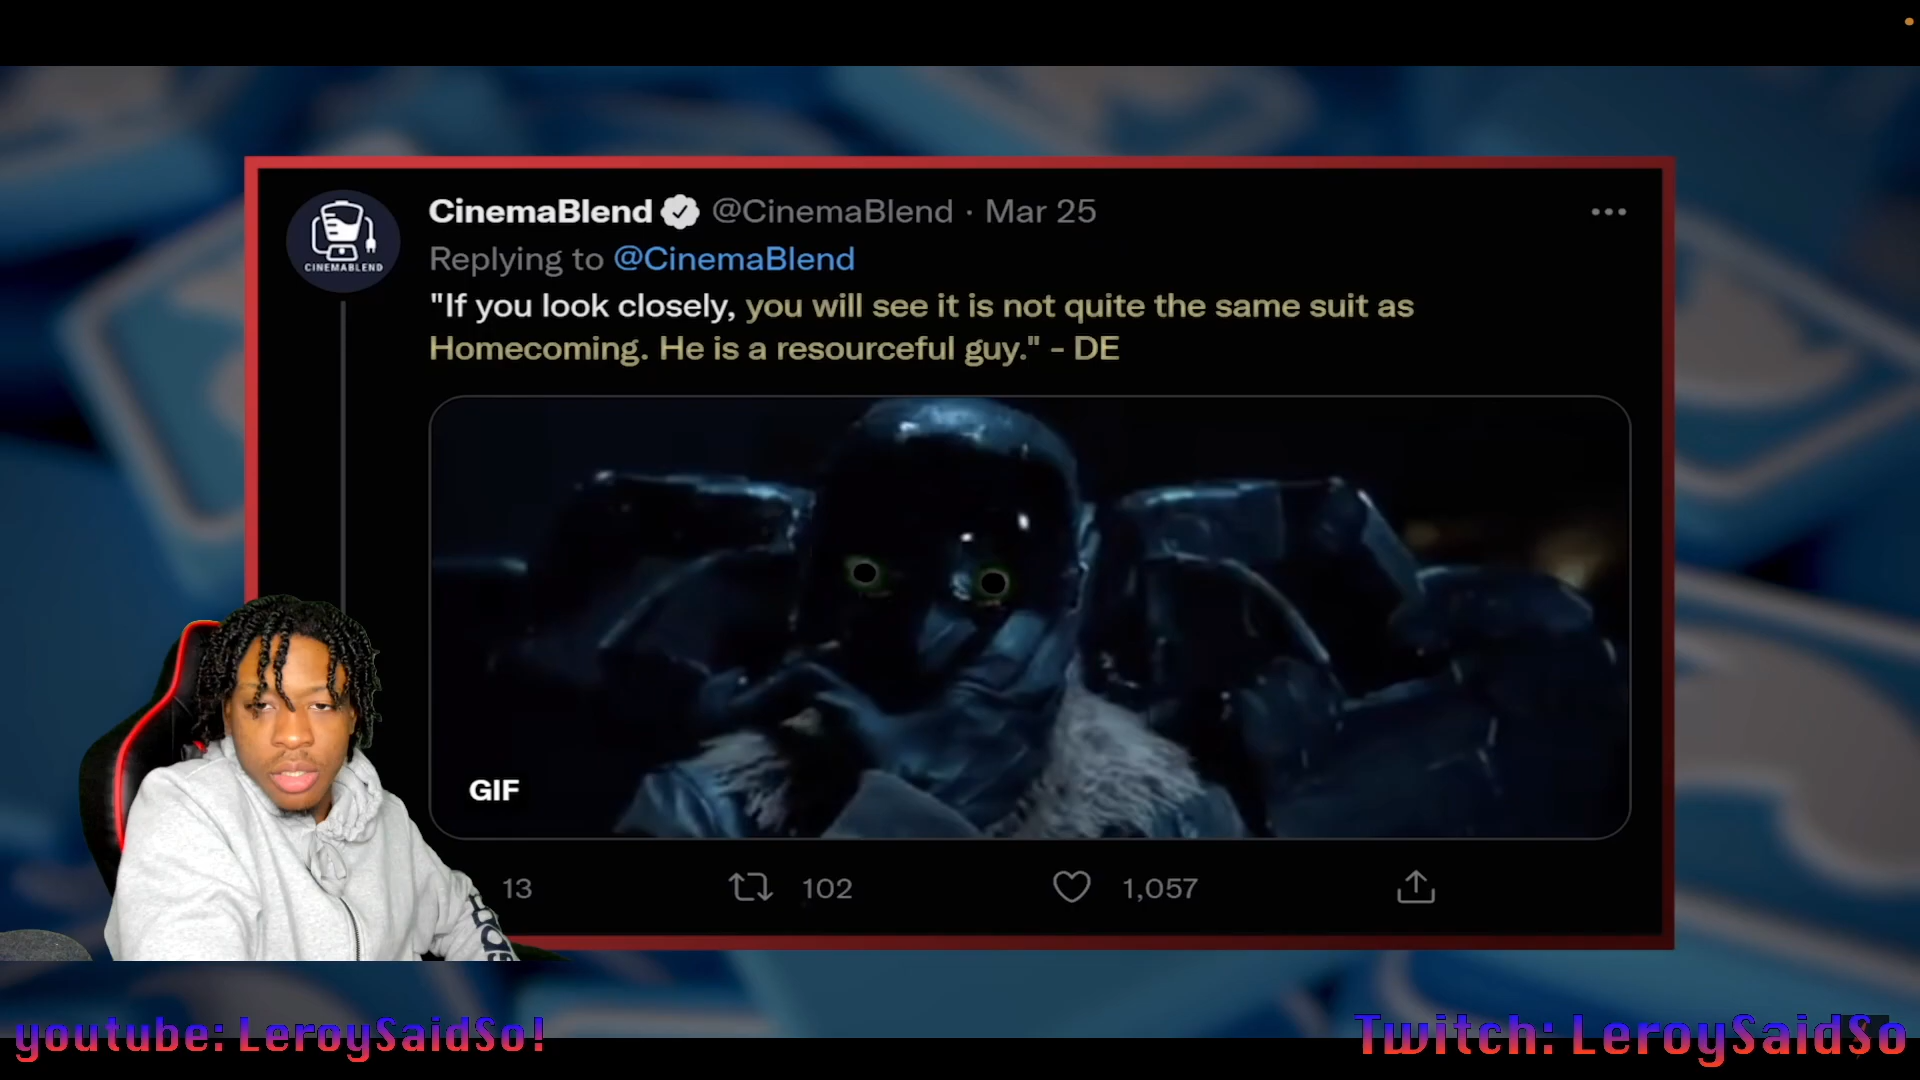 CinemaBlend @CinemaBlend · Mar 25
Replying to @CinemaBlend
"If you look closely, you will see it is not quite the same suit as
Homecoming. He is a resourceful guy." - DE
CINEMABLEND
GIF
13 102 1,057
youtube: LeroySaidSo!
Twitch: LeroySaidSo